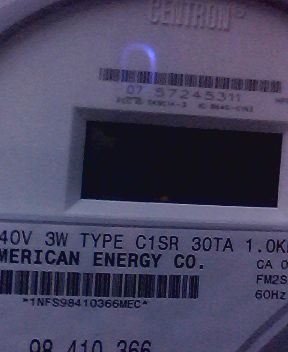 CENTRON®
07 57245311
40V 3W TYPE C1SR 30TA 1.0K
MERICAN ENERGY CO.
CA 0
FM2S
*1NFS98410366MEC*
60Hz
98 410 366